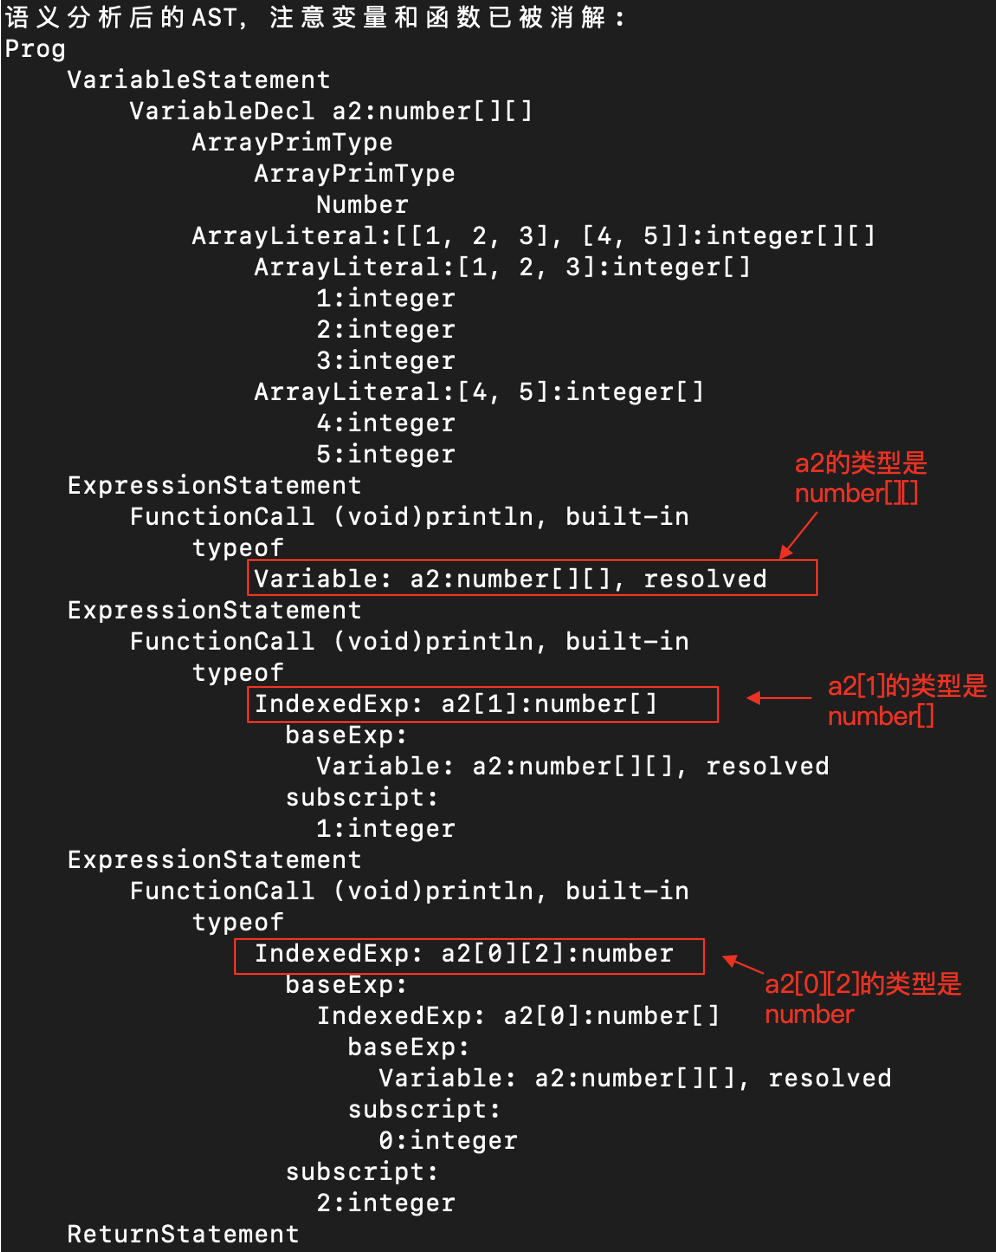 语义分析后的AST, 注意变量和函数已被消解:
Prog
VariableStatement
VariableDecl a2:number[][]
ArrayPrimType
ArrayPrimType
Number
ArrayLiteral:[[1, 2, 3], [4, 5]]:integer[][]
ArrayLiteral:[1, 2, 3]:integer[]
1:integer
2:integer
3:integer
ArrayLiteral:[4, 5]:integer[]
4:integer
5:integer
a2的类型是
number[][]
ExpressionStatement
FunctionCall (void)println, built-in
typeof
Variable: a2:number[][], resolved
ExpressionStatement
FunctionCall (void)println, built-in
typeof
IndexedExp: a2[1]:number[]
a2[1]的类型是
number[]
baseExp:
Variable: a2:number[][], resolved
subscript:
1:integer
ExpressionStatement
FunctionCall (void)println, built-in
typeof
IndexedExp: a2[0][2]:number
a2[0][2]的类型是
number
baseExp:
IndexedExp: a2[0]:number[]
baseExp:
Variable: a2:number[][], resolved
subscript:
0:integer
subscript:
2:integer
ReturnStatement